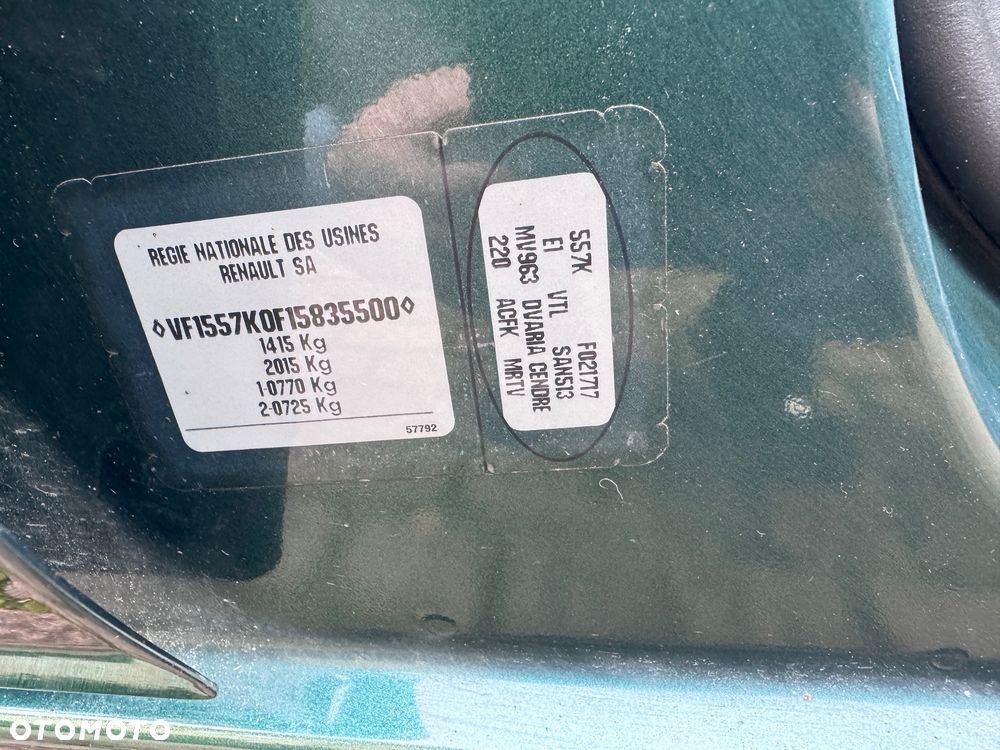 REGIE NATIONALE DES USINES
RENAULT SA
◊VF1557K0F15835500◊
1415 Kg
2015 Kg
1-0770 Kg
2-0725 Kg
57792
557K VTL F021717
E1 SAN513
MV963 DVARIA CENDRE
220 ACFK MRTV
OTOMOTO